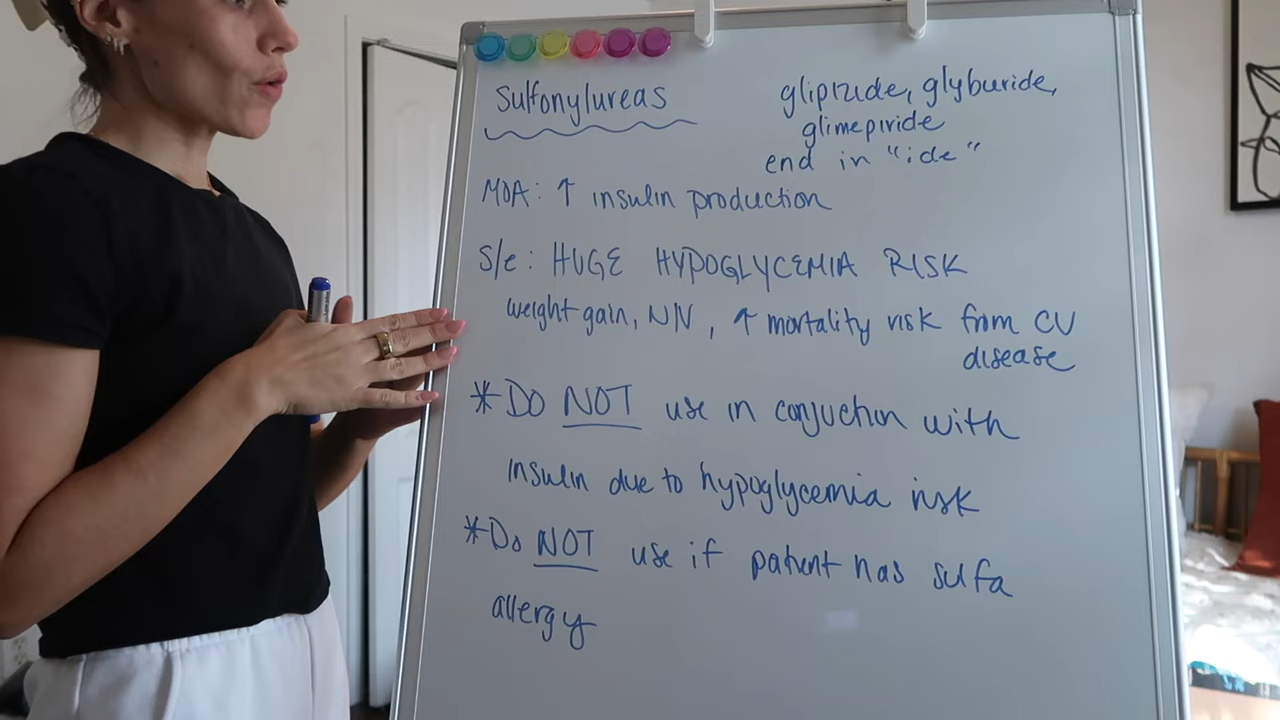 Sulfonylureas
glipizide, glyburide,
glimepiride
end in "ide"
MOA: ↑ insulin production
S/e: HUGE HYPOGLYCEMIA RISK
weight gain, N/V, ↑ mortality risk from CV
disease
*DO NOT use in conjuction with
insulin due to hypoglycemia risk
*Do NOT use if patient has sulfa
allergy